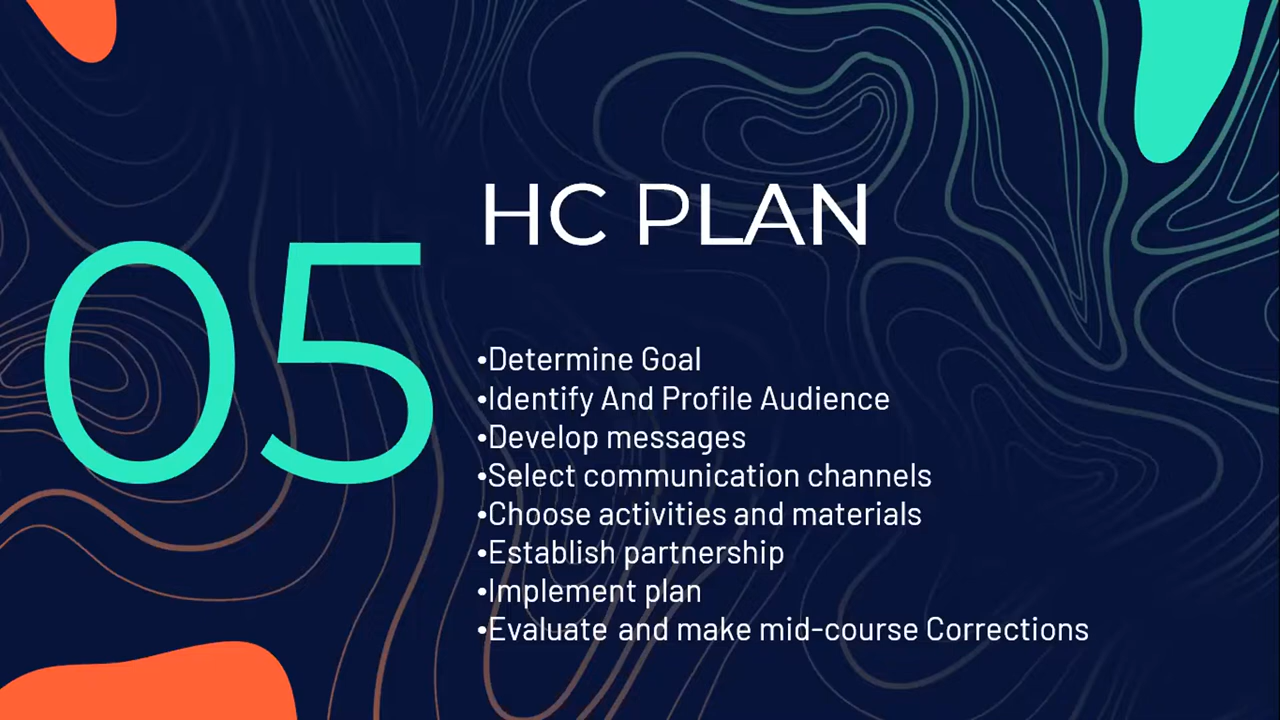 05
HC PLAN
•Determine Goal
•Identify And Profile Audience
•Develop messages
•Select communication channels
•Choose activities and materials
•Establish partnership
•Implement plan
•Evaluate and make mid-course Corrections